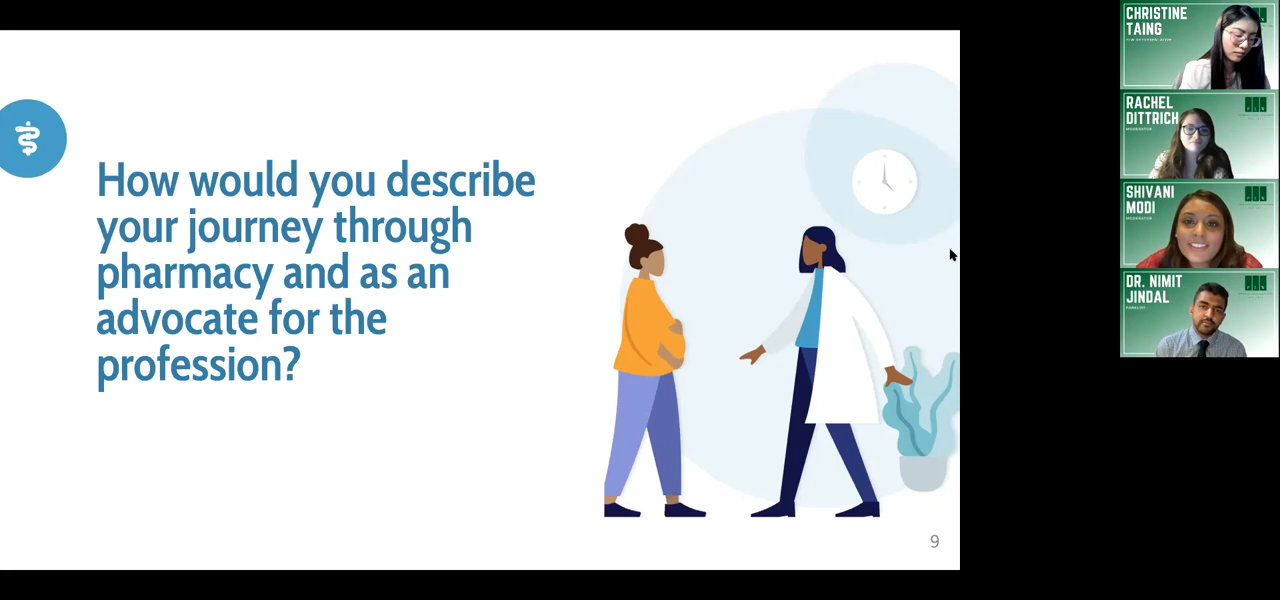 How would you describe
your journey through
pharmacy and as an
advocate for the
profession?
9
CHRISTINE
TAING
RACHEL
DITTRICH
MODERATOR
SHIVANI
MODI
MODERATOR
DR. NIMIT
JINDAL
PANELIST